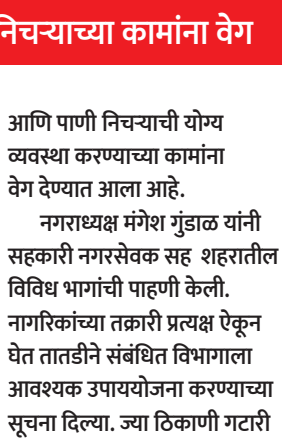 निचऱ्याच्या कामांना वेग
आणि पाणी निचऱ्याची योग्य
व्यवस्था करण्याच्या कामांना
वेग देण्यात आला आहे.
नगराध्यक्ष मंगेश गुंडाळ यांनी
सहकारी नगरसेवक सह शहरातील
विविध भागांची पाहणी केली.
नागरिकांच्या तक्रारी प्रत्यक्ष ऐकून
घेत तातडीने संबंधित विभागाला
आवश्यक उपाययोजना करण्याच्या
सूचना दिल्या. ज्या ठिकाणी गटारी